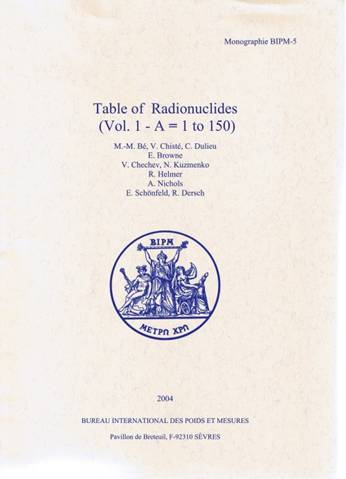 Monographie BIPM-5
Table of Radionuclides
(Vol. 1 - A = 1 to 150)
M.-M. Bé, V. Chisté, C. Dulieu
E. Browne
V. Chechev, N. Kuzmenko
R. Helmer
A. Nichols
E. Schönfeld, R. Dersch
BIPM
ΜΕΤΡΩ ΧΡΩ
2004
BUREAU INTERNATIONAL DES POIDS ET MESURES
Pavillon de Breteuil, F-92310 SÈVRES